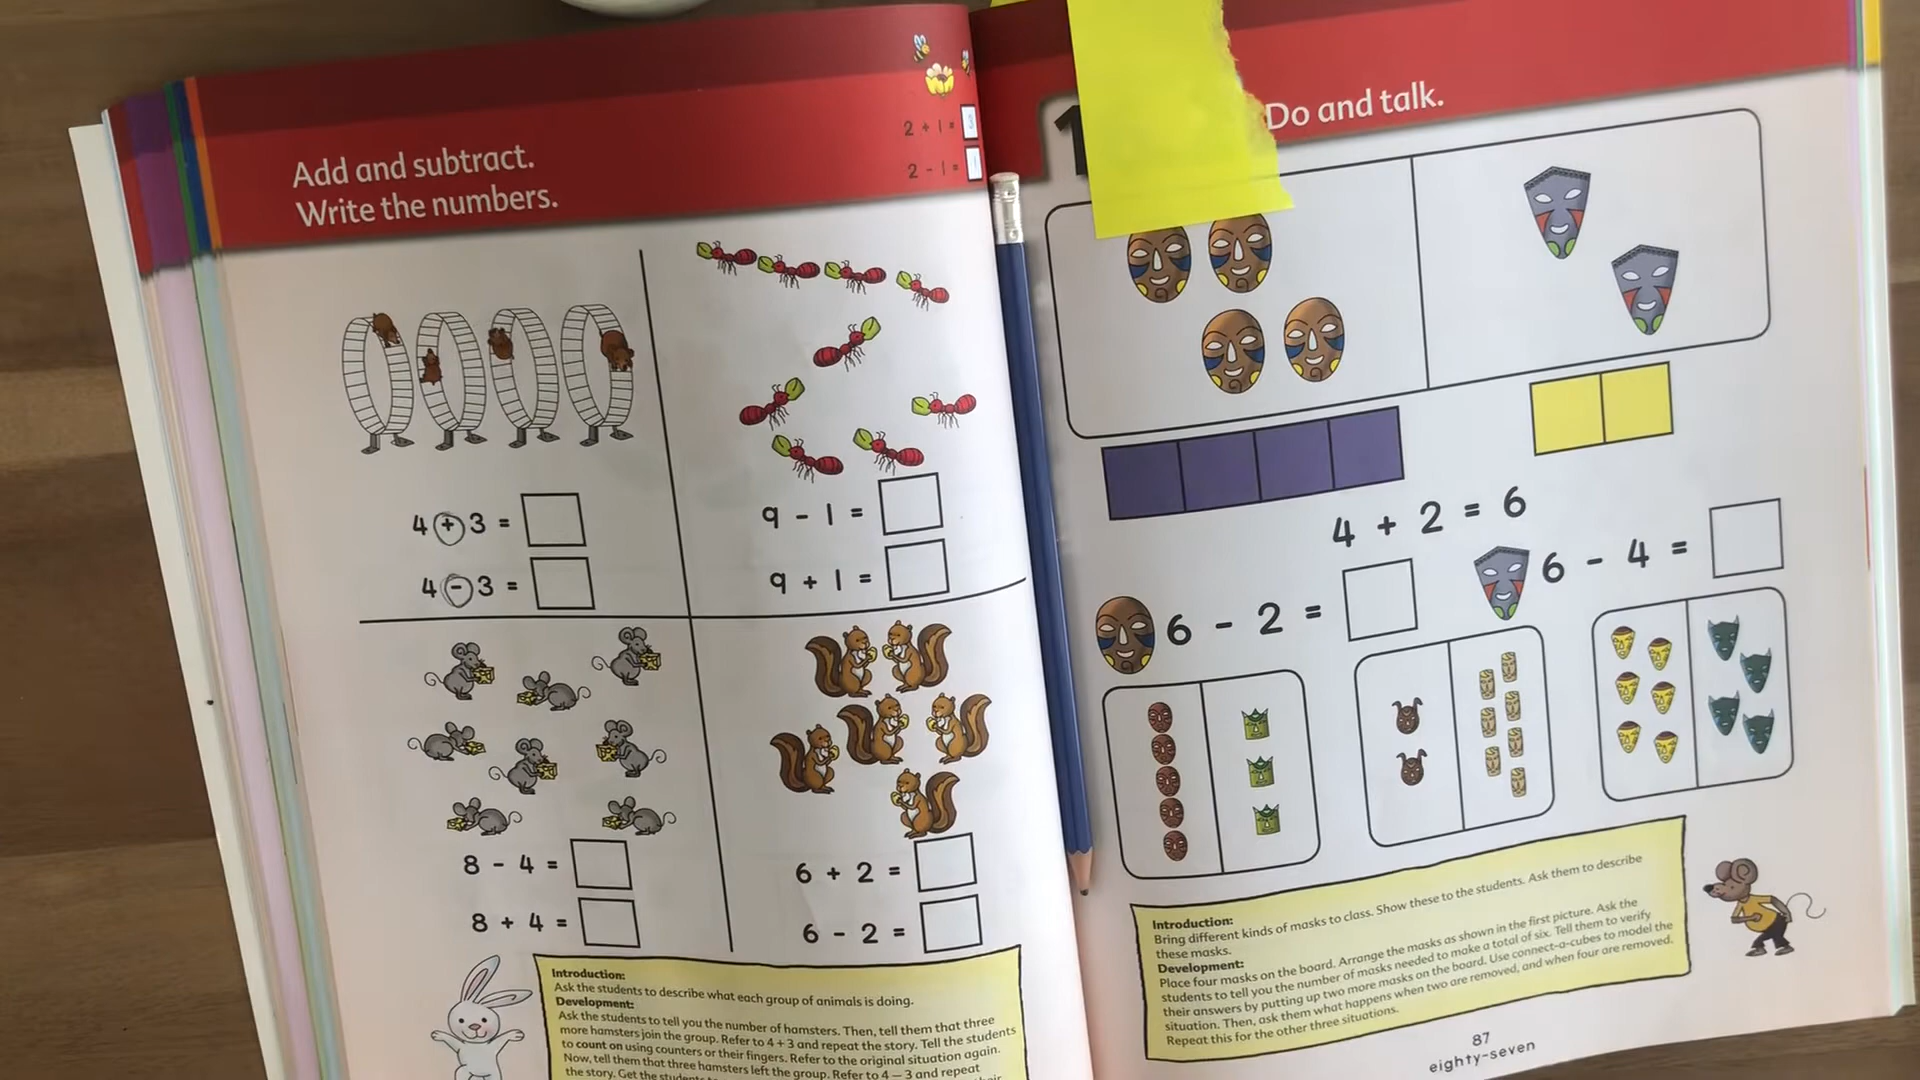 Add and subtract.
Write the numbers.
2 + 1 = 3
2 - 1 = 1
4 + 3 =
4 - 3 =
9 - 1 =
9 + 1 =
8 - 4 =
8 + 4 =
6 + 2 =
6 - 2 =
Introduction:
Ask the students to describe what each group of animals is doing.
Development:
Ask the students to tell you the number of hamsters. Then, tell them that three
more hamsters join the group. Refer to 4 + 3 and repeat the story. Tell the students
to count on using counters or their fingers. Refer to the original situation again.
Now, tell them that three hamsters left the group. Refer to 4 – 3 and repeat
the story. Get the
1
Do and talk.
4 + 2 = 6
6 - 2 =
6 - 4 =
Introduction:
Bring different kinds of masks to class. Show these to the students. Ask them to describe
these masks.
Development:
Place four masks on the board. Arrange the masks as shown in the first picture. Ask the
students to tell you the number of masks needed to make a total of six. Tell them to verify
their answers by putting up two more masks on the board. Use connect-a-cubes to model the
situation. Then, ask them what happens when two are removed, and when four are removed.
Repeat this for the other three situations.
87
eighty-seven